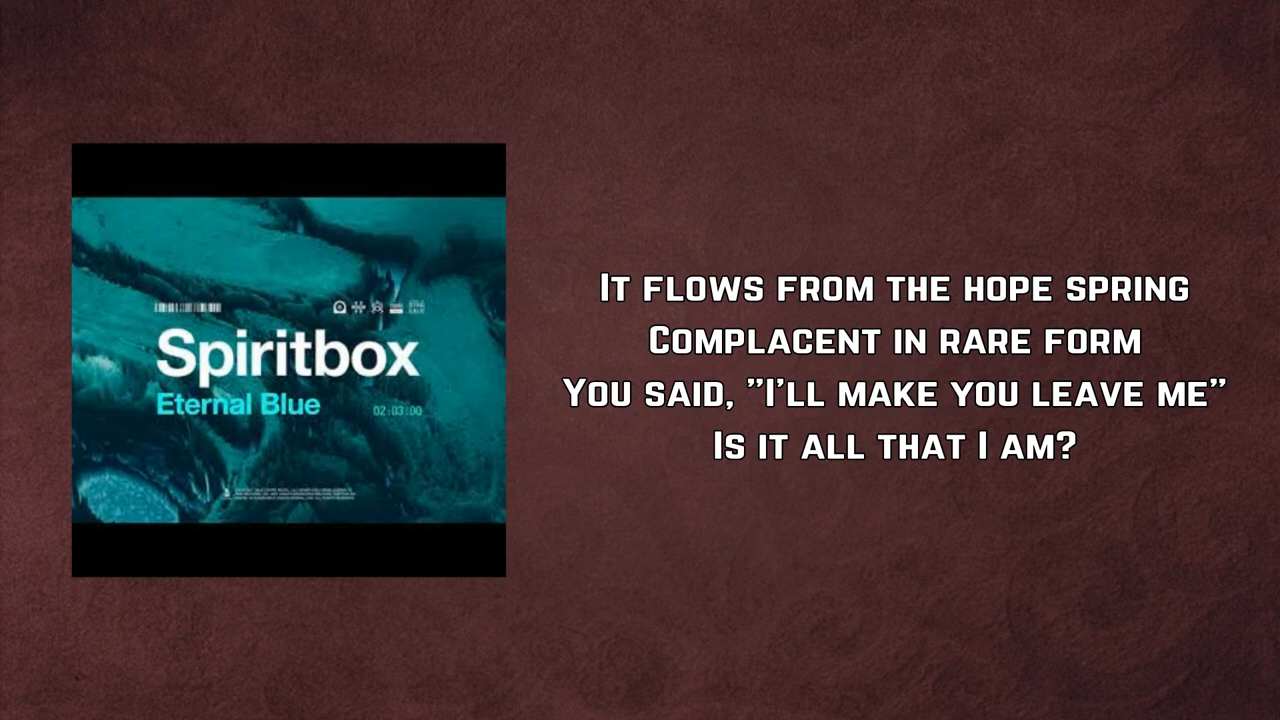 Spiritbox
Eternal Blue
02:03:00
It flows from the hope spring
Complacent in rare form
You said, "I'll make you leave me"
Is it all that I am?